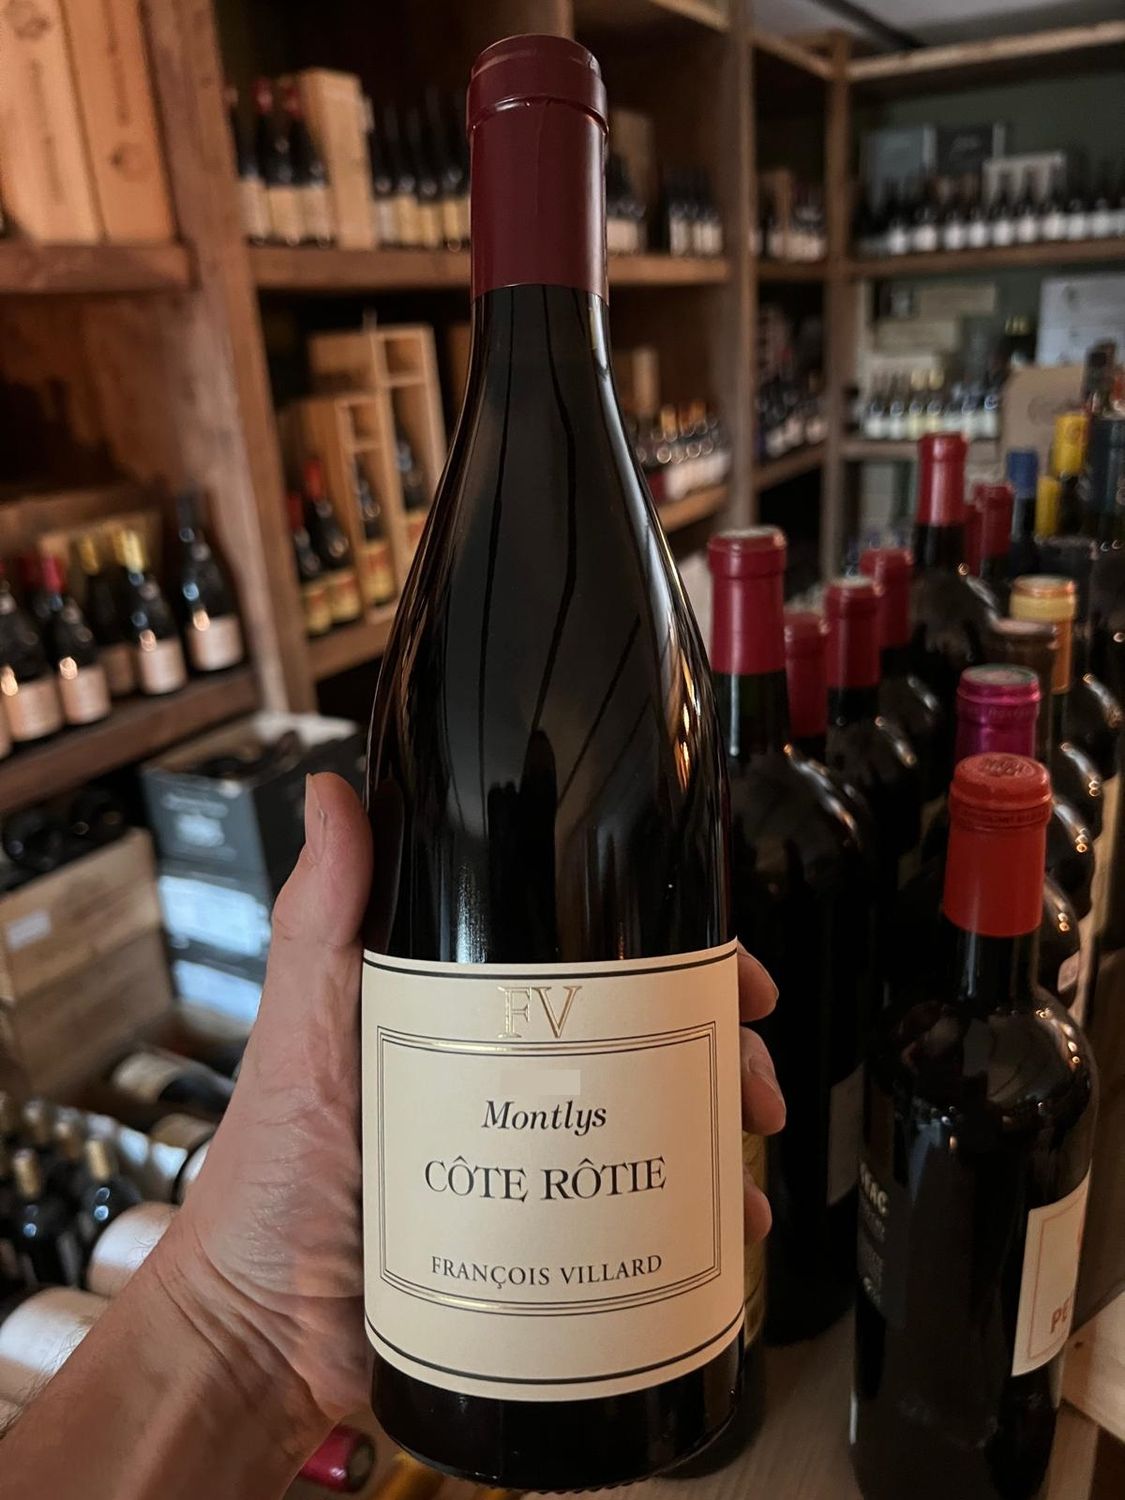 FV
Montlys
CÔTE RÔTIE
FRANÇOIS VILLARD